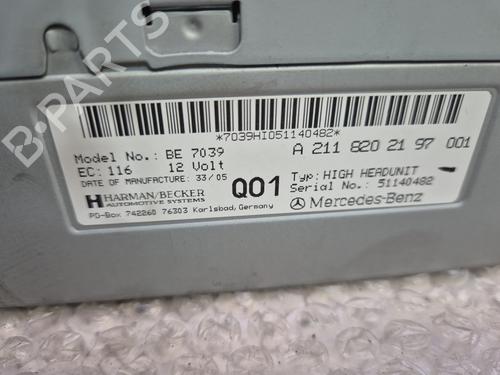 *7039HI051140482*
Model No.: BE 7039
A 211 820 21 97 001
EC: 116 12 Volt
Typ: HIGH HEADUNIT
DATE OF MANUFACTURE: 33/05
Q01
Serial No.: 51140482
HARMAN/BECKER
AUTOMOTIVE SYSTEMS
Mercedes-Benz
PO-Box 742260 76303 Karlsbad, Germany
B-PARTS